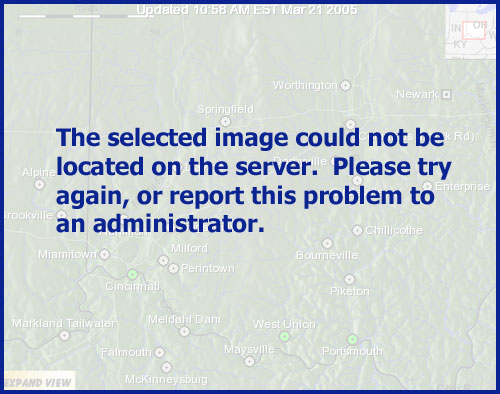 Updated 10:58 AM EST Mar 21 2005
50
OH
IN
KY
Worthington
Newark
Springfield
Rd)
Alpine
Enterprise
Brookville
The selected image could not be
located on the server. Please try
again, or report this problem to
an administrator.
Chillicothe
Milford
Miamitown
Perintown
Bourneville
Cincinnati
Piketon
Markland Tailwater
Meldahl Dam
West Union
Falmouth
Maysville
Portsmouth
McKinneysburg
EXPAND VIEW